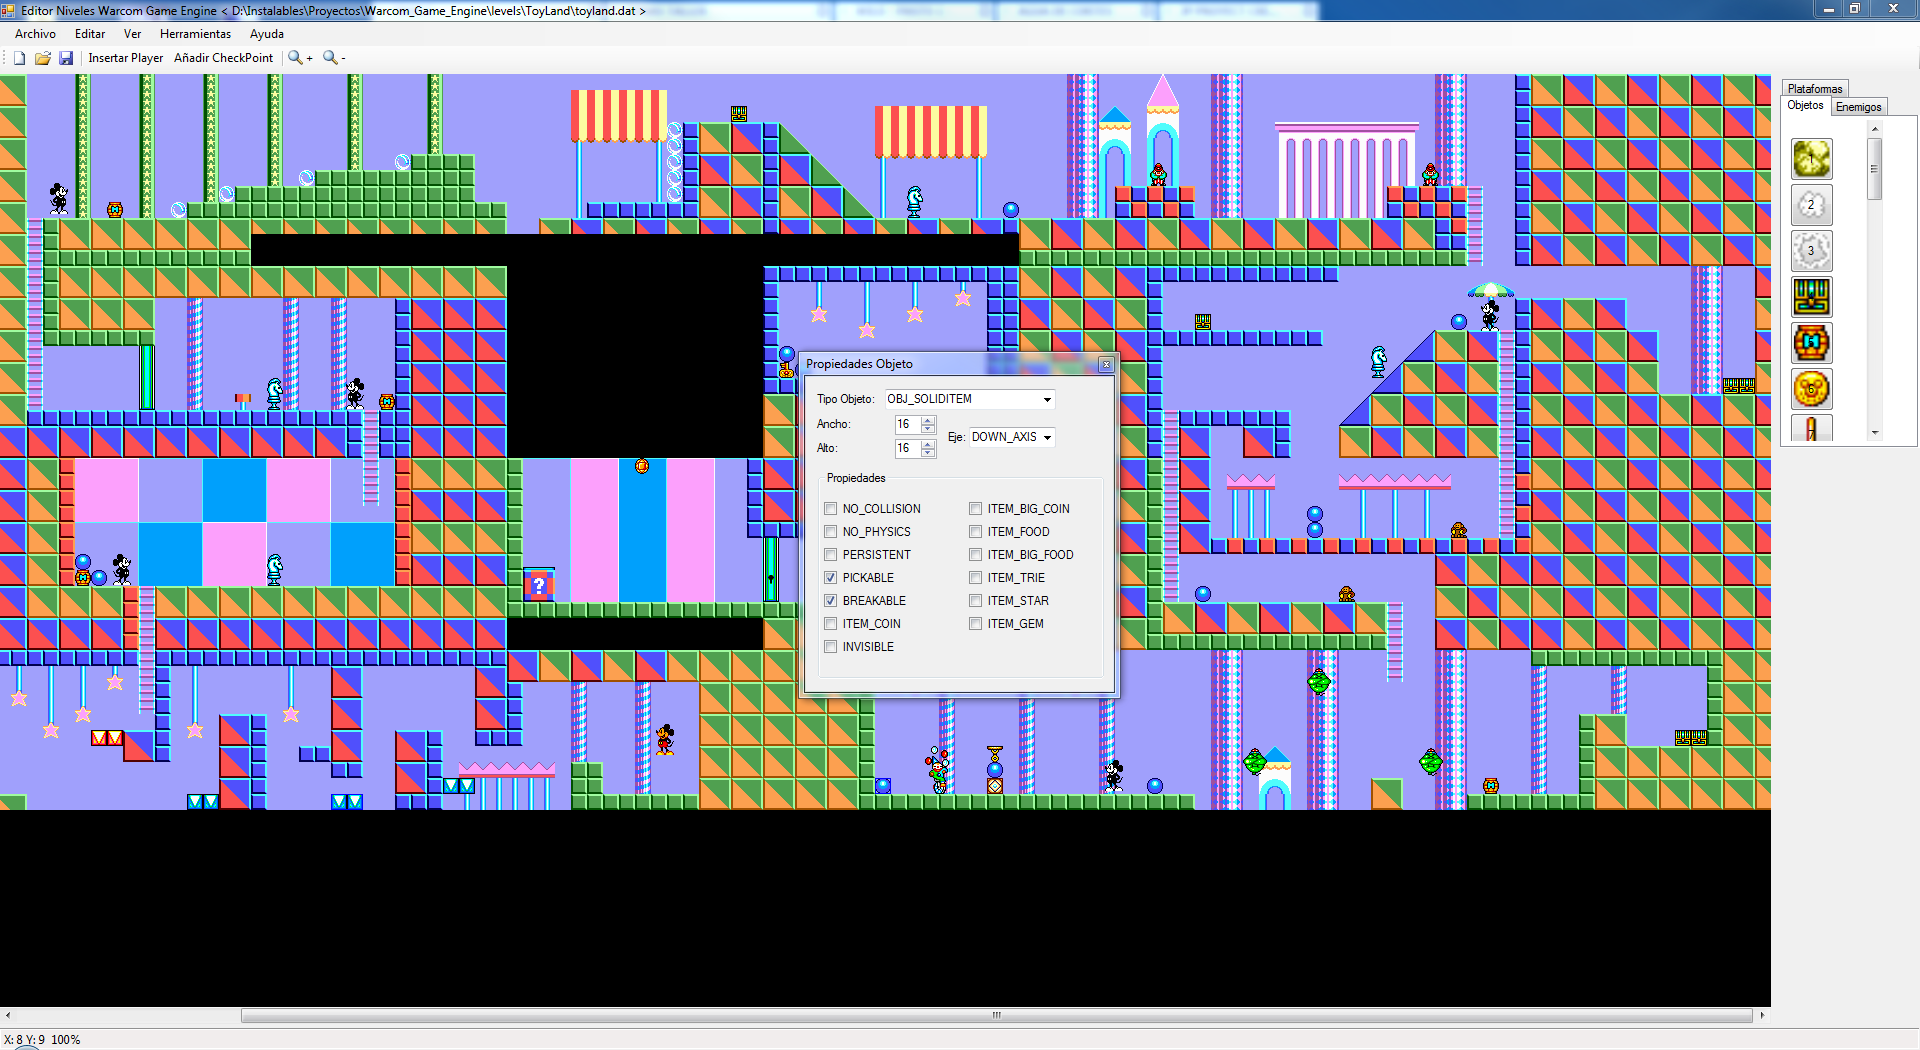 Editor Niveles Warcom Game Engine < D:\Instalables\Proyectos\Warcom_Game_Engine\levels\ToyLand\toyland.dat >
Archivo Editar Ver Herramientas Ayuda
Insertar Player Añadir CheckPoint + -
Plataformas
Objetos Enemigos
1
2
3
6
7
Propiedades Objeto
Tipo Objeto: OBJ_SOLIDITEM
Ancho: 16
Eje: DOWN_AXIS
Alto: 16
Propiedades
NO_COLLISION ITEM_BIG_COIN
NO_PHYSICS ITEM_FOOD
PERSISTENT ITEM_BIG_FOOD
PICKABLE ITEM_TRIE
BREAKABLE ITEM_STAR
ITEM_COIN ITEM_GEM
INVISIBLE
?
X: 8 Y: 9 100%